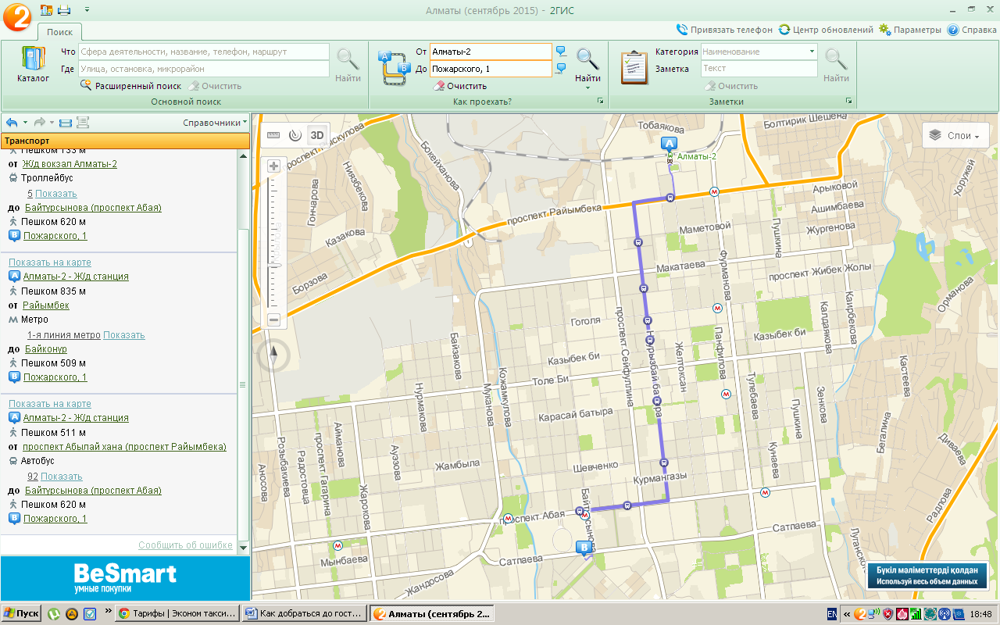 Алматы (сентябрь 2015) - 2ГИС
Поиск
Привязать телефон Центр обновлений Параметры Справка
Каталог
Что Сфера деятельности, название, телефон, маршрут
Где Улица, остановка, микрорайон
Расширенный поиск Очистить
Найти
Основной поиск
От Алматы-2
До Пожарского, 1
Очистить
Найти
Как проехать?
Категория Наименование
Заметка Текст
Очистить
Найти
Заметки
Справочники
Транспорт
Пешком 133 м
от Ж/д вокзал Алматы-2
Троллейбус
5 Показать
до Байтурсынова (проспект Абая)
Пешком 620 м
B Пожарского, 1
Показать на карте
A Алматы-2 - Ж/д станция
Пешком 835 м
от Райымбек
Метро
1-я линия метро Показать
до Байконур
Пешком 509 м
B Пожарского, 1
Показать на карте
A Алматы-2 - Ж/д станция
Пешком 511 м
от проспект Абылай хана (проспект Райымбека)
Автобус
92 Показать
до Байтурсынова (проспект Абая)
Пешком 620 м
B Пожарского, 1
Сообщить об ошибке
BeSmart
умные покупки
3D
Слои
Тобаякова
Болтирик Шешена
A
Алматы-2
Бокейханова
Ниязбекова
Гончарова
Хоружей
Арыковой
проспект Райымбека
Ашимбаева
Маметовой
Жургенова
Пушкина
Казакова
Фурманова
Макатаева
проспект Жибек Жолы
Борзова
Орманова
Каирбекова
Калдаякова
Гоголя
проспект Сейфуллина
Наурызбай батыра
Желтоксан
Панфилова
Казыбек би
Байзакова
Казыбек би
Кожамкулова
Толе Би
Кастеева
Тулебаева
Нурмакова
Муканова
Зенкова
Карасай батыра
Пушкина
Бегалина
Айманова
Ауэзова
Диваева
Розыбакиева
Радостовца
проспект Гагарина
Кунаева
Жамбыла
Шевченко
Курмангазы
Аносова
Жарокова
Байтурсынова
Радлова
проспект Абая
Сатпаева
Луганского
B
Мынбаева
Сатпаева
Жандосова
Бүкіл мәліметтерді қолдан
Используй весь объем данных
Пуск
Тарифы | Эконом такси...
Как добраться до гост...
Алматы (сентябрь 2...
EN
18:48